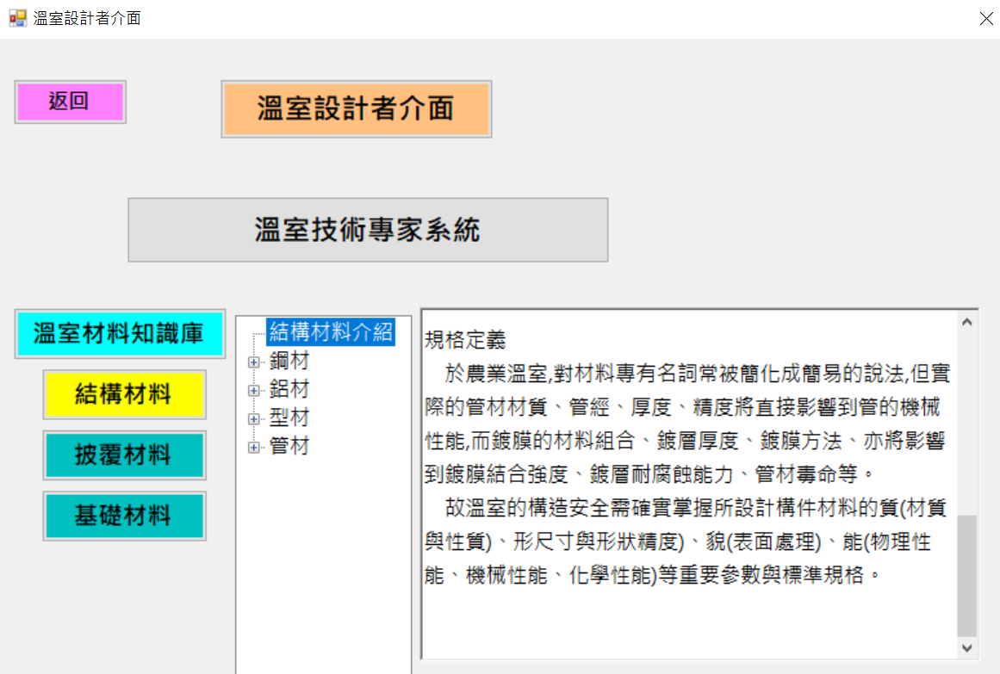 溫室設計者介面
返回
溫室設計者介面
溫室技術專家系統
溫室材料知識庫
結構材料
披覆材料
基礎材料
結構材料介紹
鋼材
鋁材
型材
管材
規格定義
於農業溫室,對材料專有名詞常被簡化成簡易的說法,但實
際的管材材質、管經、厚度、精度將直接影響到管的機械
性能,而鍍膜的材料組合、鍍層厚度、鍍膜方法、亦將影響
到鍍膜結合強度、鍍層耐腐蝕能力、管材壽命等。
故溫室的構造安全需確實掌握所設計構件材料的質(材質
與性質)、形尺寸與形狀精度)、貌(表面處理)、能(物理性
能、機械性能、化學性能)等重要參數與標準規格。